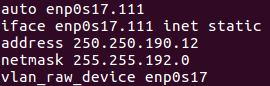 auto enp0s17.111
iface enp0s17.111 inet static
address 250.250.190.12
netmask 255.255.192.0
vlan_raw_device enp0s17